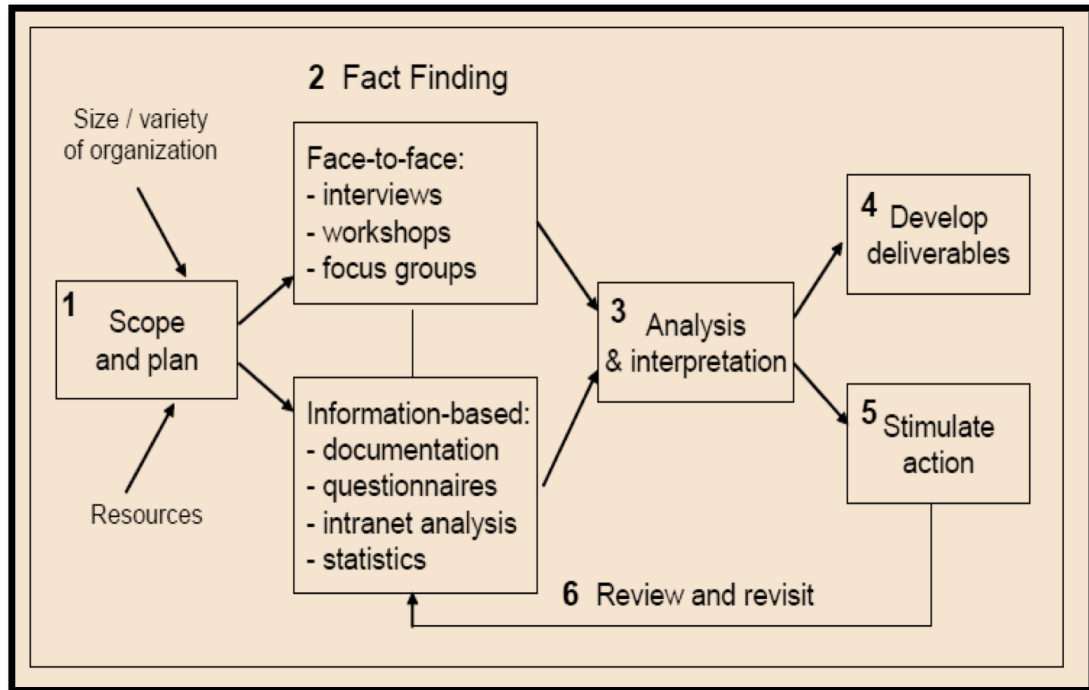 2 Fact Finding
Size / variety
of organization
Face-to-face:
- interviews
- workshops
- focus groups
1 Scope
and plan
Resources
Information-based:
- documentation
- questionnaires
- intranet analysis
- statistics
3 Analysis
& interpretation
4 Develop
deliverables
5 Stimulate
action
6 Review and revisit